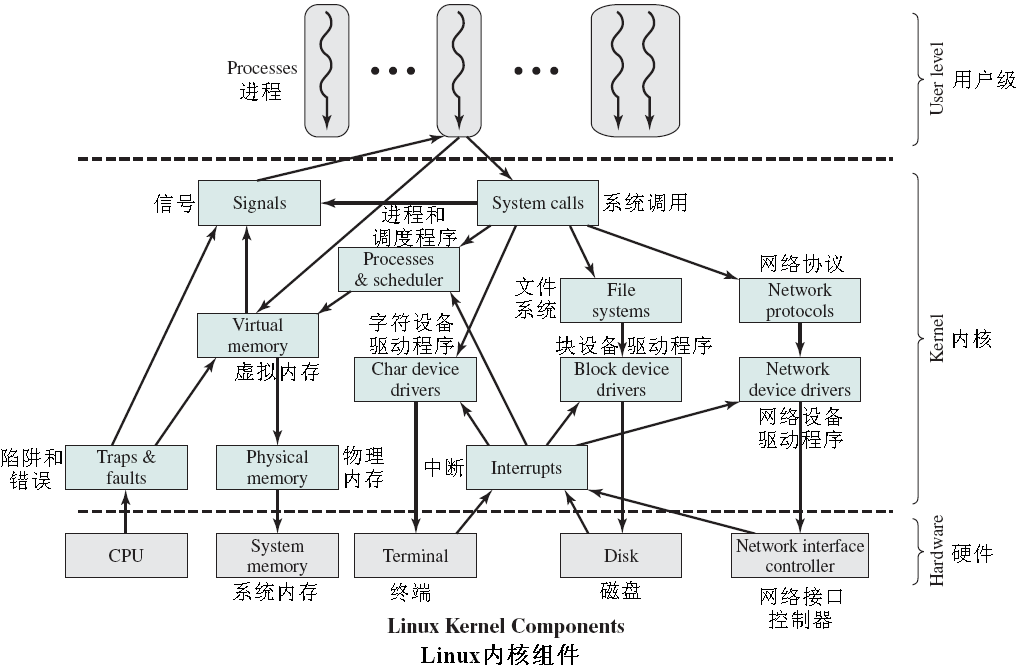 Processes
进程
User level
用户级
信号
Signals
System calls
系统调用
进程和
调度程序
Processes
& scheduler
文件
系统
File
systems
网络协议
Network
protocols
Virtual
memory
虚拟内存
字符设备
驱动程序
Char device
drivers
块设备 驱动程序
Block device
drivers
Network
device drivers
网络设备
驱动程序
Kernel
内核
陷阱和
错误
Traps &
faults
Physical
memory
物理
内存
中断
Interrupts
CPU
System
memory
系统内存
Terminal
终端
Disk
磁盘
Network interface
controller
网络接口
控制器
Hardware
硬件
Linux Kernel Components
Linux内核组件